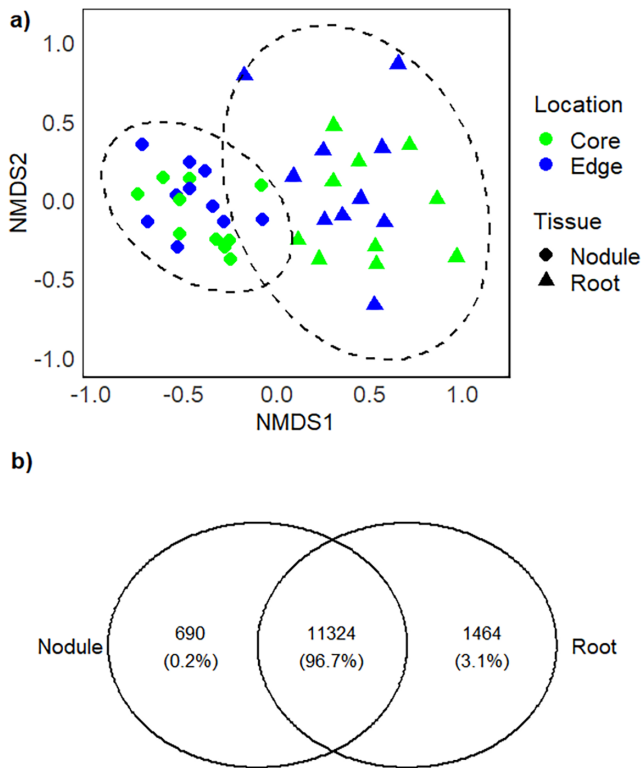 a)
1.0
0.5
0.0
-0.5
-1.0
NMDS2
-1.0 -0.5 0.0 0.5 1.0
NMDS1
Location
Core
Edge
Tissue
Nodule
Root
b)
Nodule
690
(0.2%)
11324
(96.7%)
1464
(3.1%)
Root